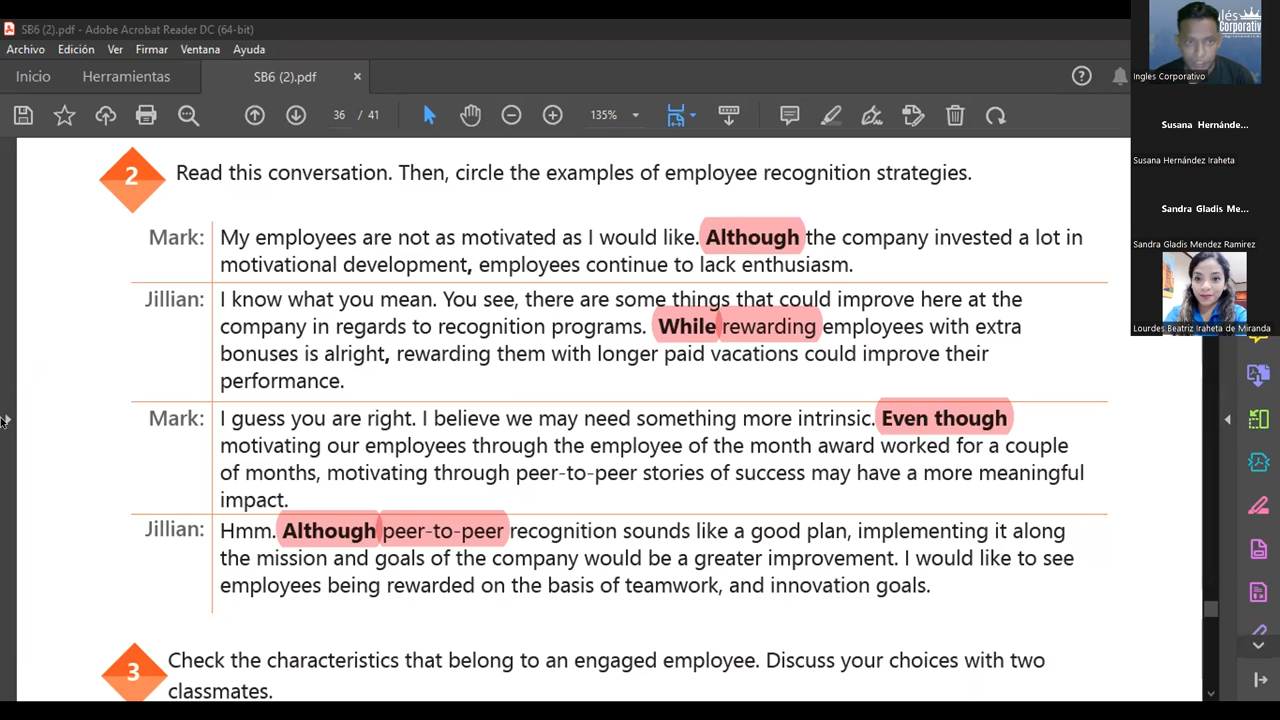 SB6 (2).pdf - Adobe Acrobat Reader DC (64-bit)
Archivo Edición Ver Firmar Ventana Ayuda
Inicio Herramientas SB6 (2).pdf ×
36 / 41 135%
2 Read this conversation. Then, circle the examples of employee recognition strategies.
Mark: My employees are not as motivated as I would like. Although the company invested a lot in
motivational development, employees continue to lack enthusiasm.
Jillian: I know what you mean. You see, there are some things that could improve here at the
company in regards to recognition programs. While rewarding employees with extra
bonuses is alright, rewarding them with longer paid vacations could improve their
performance.
Mark: I guess you are right. I believe we may need something more intrinsic. Even though
motivating our employees through the employee of the month award worked for a couple
of months, motivating through peer-to-peer stories of success may have a more meaningful
impact.
Jillian: Hmm. Although peer-to-peer recognition sounds like a good plan, implementing it along
the mission and goals of the company would be a greater improvement. I would like to see
employees being rewarded on the basis of teamwork, and innovation goals.
3 Check the characteristics that belong to an engaged employee. Discuss your choices with two
classmates.
Ingles Corporativo
Susana Hernánde...
Susana Hernández Iraheta
Sandra Gladis Me...
Sandra Gladis Mendez Ramirez
Lourdes Beatriz Iraheta de Miranda